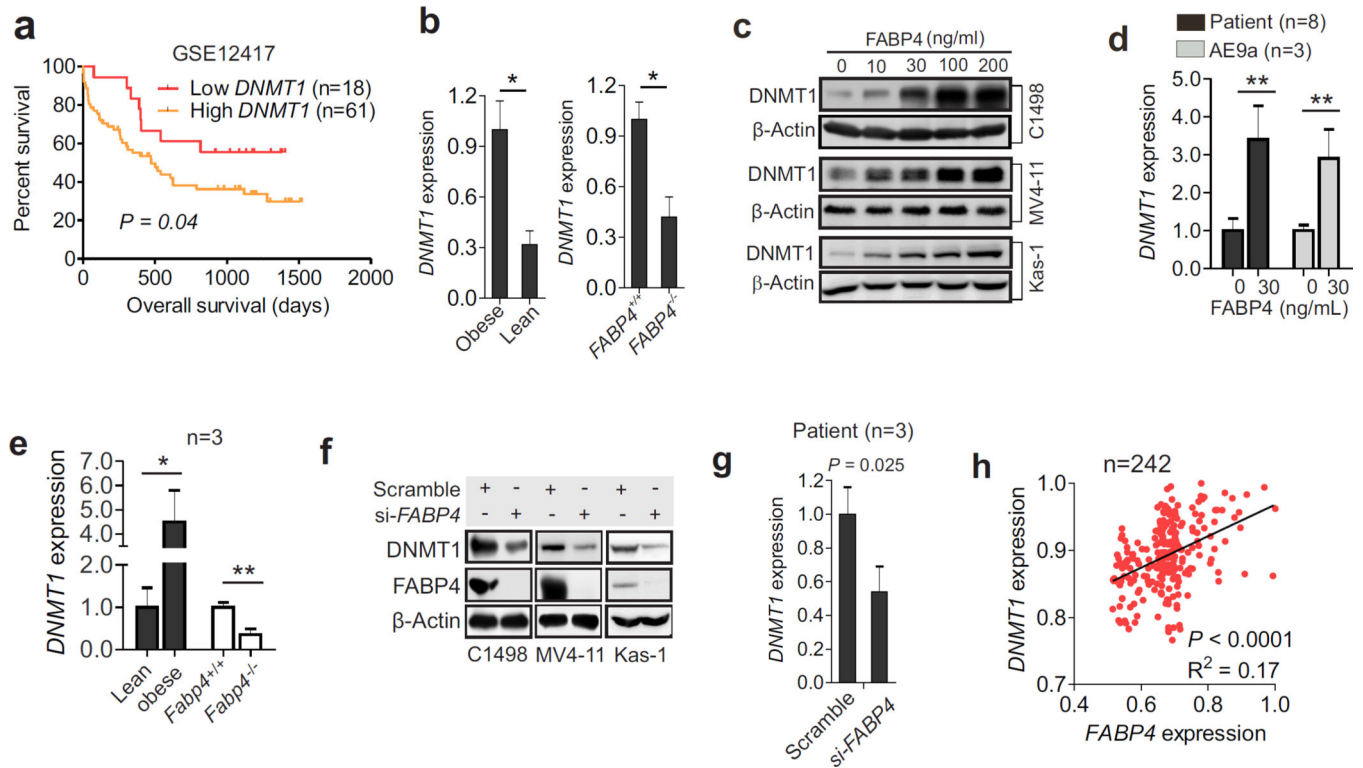 a
GSE12417
Low DNMT1 (n=18)
High DNMT1 (n=61)
Percent survival
100
80
60
40
20
0
P = 0.04
0 500 1000 1500 2000
Overall survival (days)
b
DNMT1 expression
1.2
0.9
0.6
0.3
0.0
*
Obese
Lean
DNMT1 expression
1.2
0.9
0.6
0.3
0.0
*
FABP4+/+
FABP4-/-
c
FABP4 (ng/ml)
0 10 30 100 200
DNMT1
β-Actin
C1498
DNMT1
β-Actin
MV4-11
DNMT1
β-Actin
Kas-1
d
Patient (n=8)
AE9a (n=3)
DNMT1 expression
5.0
4.0
3.0
2.0
1.0
0.0
**
**
0 30 0 30
FABP4 (ng/mL)
e
n=3
DNMT1 expression
7.0
6.0
5.0
4.0
3.0
2.0
1.0
0.0
*
**
Lean
obese
Fabp4+/+
Fabp4-/-
f
Scramble + - + - + -
si-FABP4 - + - + - +
DNMT1
FABP4
β-Actin
C1498 MV4-11 Kas-1
g
Patient (n=3)
P = 0.025
DNMT1 expression
1.2
1.0
0.8
0.6
0.4
0.2
0.0
Scramble
si-FABP4
h
n=242
DNMT1 expression
1.0
0.9
0.8
0.7
P < 0.0001
R² = 0.17
0.4 0.6 0.8 1.0
FABP4 expression